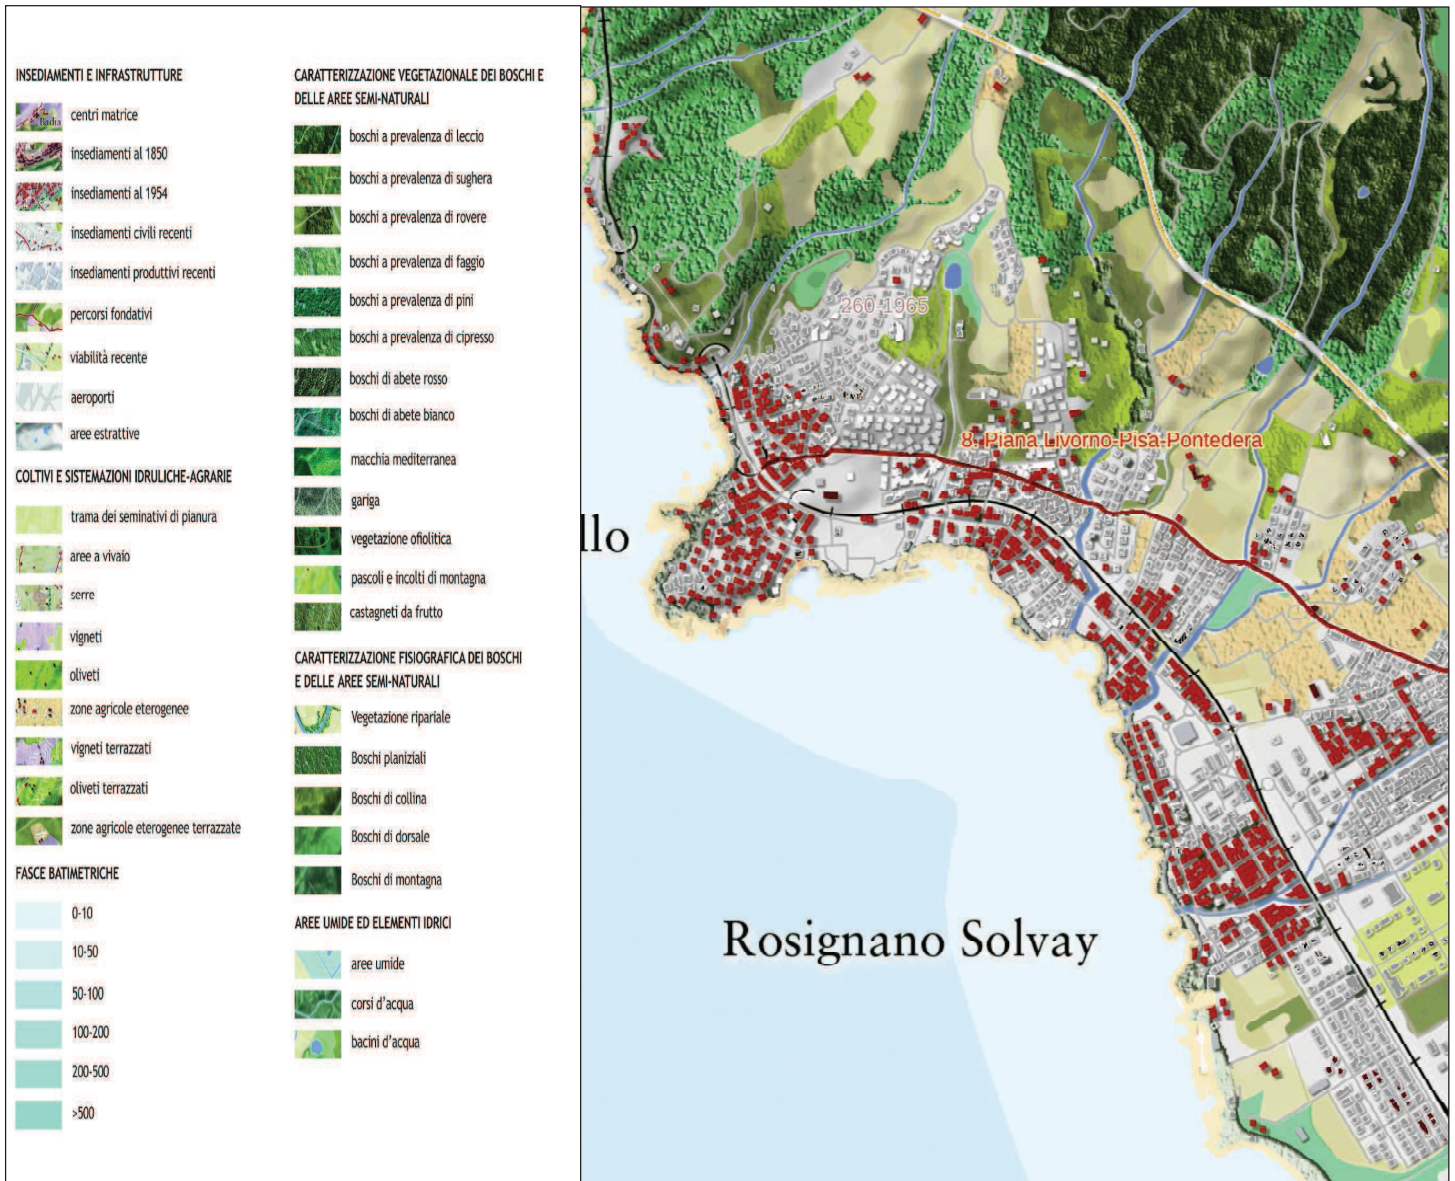 INSEDIAMENTI E INFRASTRUTTURE
Badia
centri matrice
insediamenti al 1850
insediamenti al 1954
insediamenti civili recenti
insediamenti produttivi recenti
percorsi fondativi
viabilità recente
aeroporti
aree estrattive
COLTIVI E SISTEMAZIONI IDRULICHE-AGRARIE
trama dei seminativi di pianura
aree a vivaio
serre
vigneti
oliveti
zone agricole eterogenee
vigneti terrazzati
oliveti terrazzati
zone agricole eterogenee terrazzate
FASCE BATIMETRICHE
0-10
10-50
50-100
100-200
200-500
>500
CARATTERIZZAZIONE VEGETAZIONALE DEI BOSCHI E
DELLE AREE SEMI-NATURALI
boschi a prevalenza di leccio
boschi a prevalenza di sughera
boschi a prevalenza di rovere
boschi a prevalenza di faggio
boschi a prevalenza di pini
boschi a prevalenza di cipresso
boschi di abete rosso
boschi di abete bianco
macchia mediterranea
gariga
vegetazione ofiolitica
pascoli e incolti di montagna
castagneti da frutto
CARATTERIZZAZIONE FISIOGRAFICA DEI BOSCHI
E DELLE AREE SEMI-NATURALI
Vegetazione ripariale
Boschi planiziali
Boschi di collina
Boschi di dorsale
Boschi di montagna
AREE UMIDE ED ELEMENTI IDRICI
aree umide
corsi d'acqua
bacini d'acqua
260-1965
8. Piana Livorno-Pisa-Pontedera
llo
Rosignano Solvay